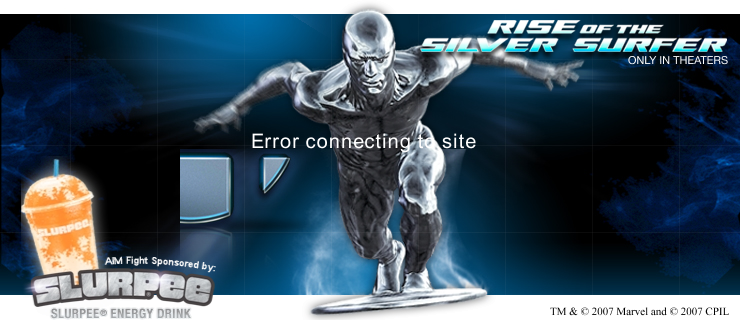 RISE OF THE
SILVER SURFER
ONLY IN THEATERS
Error connecting to site
SLURPEE
AIM Fight Sponsored by:
SLURPEE
SLURPEE® ENERGY DRINK
TM & © 2007 Marvel and © 2007 CPIL